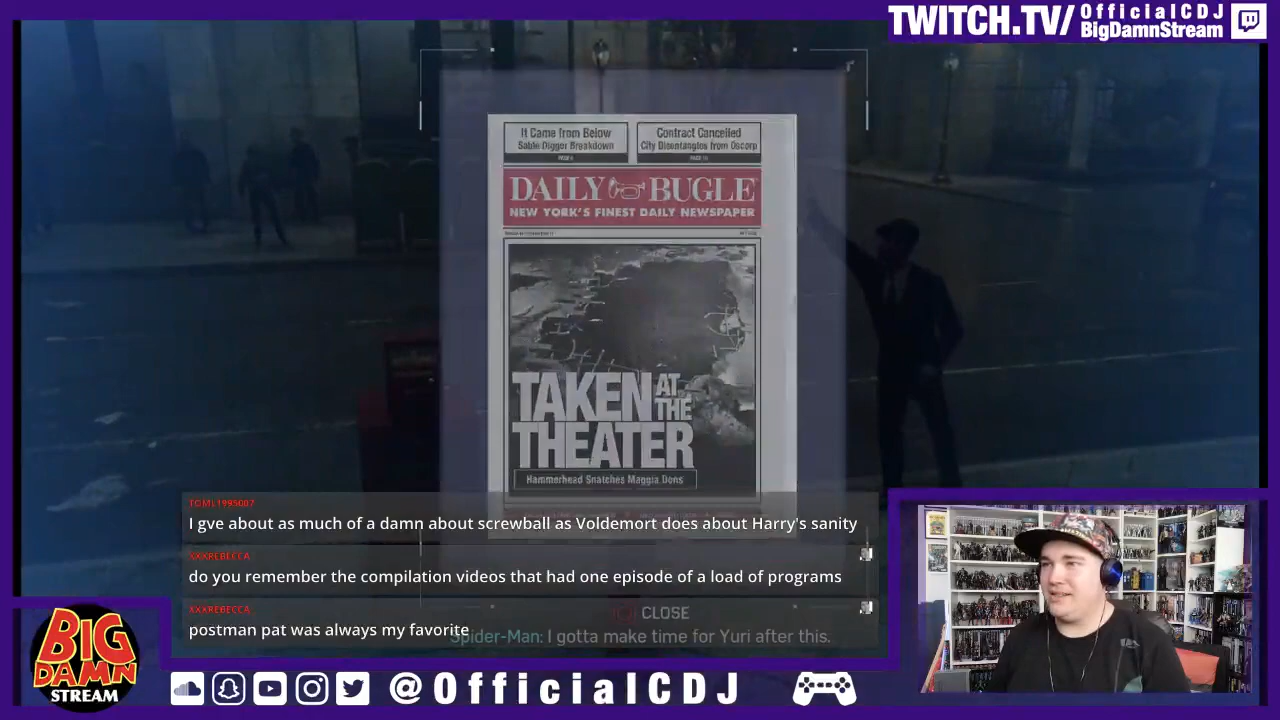 TWITCH.TV/
OfficialCDJ
BigDamnStream
It Came from Below
Sable Digger Breakdown
Contract Cancelled
City Disentangles from Oscorp
DAILY BUGLE
NEW YORK'S FINEST DAILY NEWSPAPER
TAKEN AT THE
THEATER
Hammerhead Snatches Maggia Dons
TOML1995007
I gve about as much of a damn about screwball as Voldemort does about Harry's sanity
XXXREBECCA
do you remember the compilation videos that had one episode of a load of programs
XXXREBECCA
postman pat was always my favorite
CLOSE
Spider-Man: I gotta make time for Yuri after this.
BIG
DAMN
STREAM
@OfficialCDJ